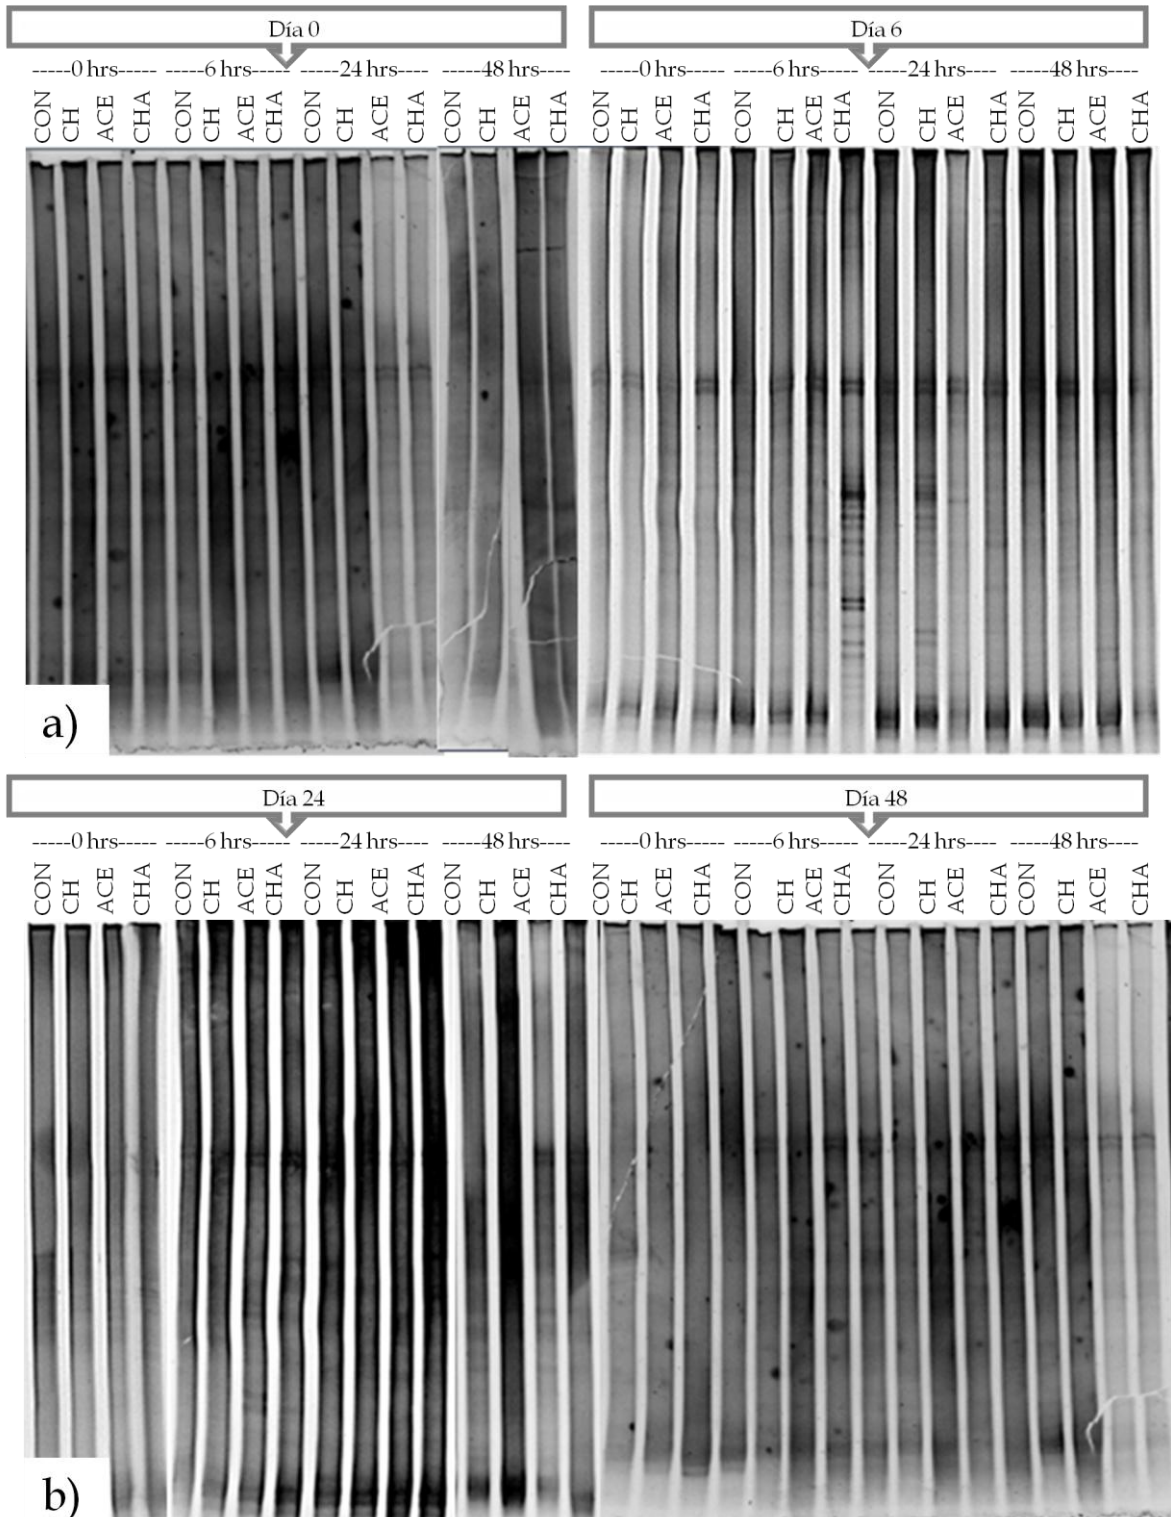 Día 0
Día 6
-----0 hrs----- -----6 hrs----- -----24 hrs---- -----48 hrs----
-----0 hrs----- -----6 hrs----- -----24 hrs---- -----48 hrs----
CON CH ACE CHA CON CH ACE CHA CON CH ACE CHA CON CH ACE CHA
CON CH ACE CHA CON CH ACE CHA CON CH ACE CHA CON CH ACE CHA
a)
Día 24
Día 48
-----0 hrs----- -----6 hrs----- -----24 hrs---- -----48 hrs----
-----0 hrs----- -----6 hrs----- -----24 hrs---- -----48 hrs----
CON CH ACE CHA CON CH ACE CHA CON CH ACE CHA CON CH ACE CHA
CON CH ACE CHA CON CH ACE CHA CON CH ACE CHA CON CH ACE CHA
b)